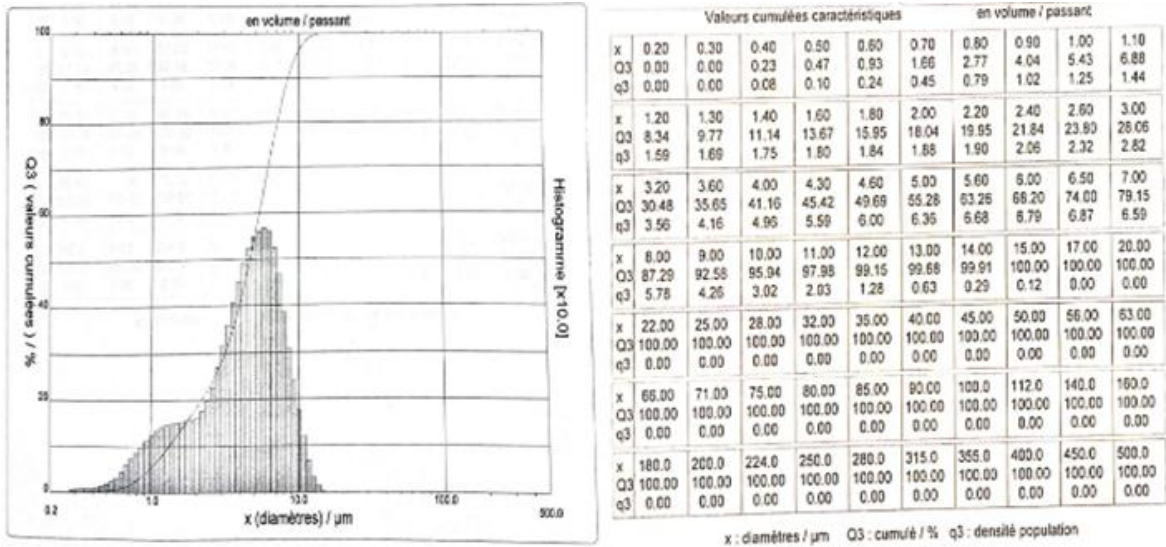 en volume / passant
100
80
60
40
20
0
Q3 ( valeurs cumulées ) / %
Histogramme [x10.0]
0.2 1.0 10.0 100.0 500.0
x (diamètres) / µm
Valeurs cumulées caractéristiques en volume / passant
x 0.20 0.30 0.40 0.50 0.60 0.70 0.80 0.90 1.00 1.10
Q3 0.00 0.00 0.23 0.47 0.93 1.66 2.77 4.04 5.43 6.88
q3 0.00 0.00 0.08 0.10 0.24 0.45 0.79 1.02 1.25 1.44
x 1.20 1.30 1.40 1.60 1.80 2.00 2.20 2.40 2.60 3.00
Q3 8.34 9.77 11.14 13.67 15.95 18.04 19.95 21.84 23.80 28.06
q3 1.59 1.69 1.75 1.80 1.84 1.88 1.90 2.06 2.32 2.82
x 3.20 3.60 4.00 4.30 4.60 5.00 5.60 6.00 6.50 7.00
Q3 30.48 35.65 41.16 45.42 49.69 55.28 63.26 68.20 74.00 79.15
q3 3.56 4.16 4.96 5.59 6.00 6.36 6.68 6.79 6.87 6.59
x 8.00 9.00 10.00 11.00 12.00 13.00 14.00 15.00 17.00 20.00
Q3 87.29 92.58 95.94 97.98 99.15 99.68 99.91 100.00 100.00 100.00
q3 5.78 4.26 3.02 2.03 1.28 0.63 0.29 0.12 0.00 0.00
x 22.00 25.00 28.00 32.00 36.00 40.00 45.00 50.00 56.00 63.00
Q3 100.00 100.00 100.00 100.00 100.00 100.00 100.00 100.00 100.00 100.00
q3 0.00 0.00 0.00 0.00 0.00 0.00 0.00 0.00 0.00 0.00
x 66.00 71.00 75.00 80.00 85.00 90.00 100.0 112.0 140.0 160.0
Q3 100.00 100.00 100.00 100.00 100.00 100.00 100.00 100.00 100.00 100.00
q3 0.00 0.00 0.00 0.00 0.00 0.00 0.00 0.00 0.00 0.00
x 180.0 200.0 224.0 250.0 280.0 315.0 355.0 400.0 450.0 500.0
Q3 100.00 100.00 100.00 100.00 100.00 100.00 100.00 100.00 100.00 100.00
q3 0.00 0.00 0.00 0.00 0.00 0.00 0.00 0.00 0.00 0.00
x : diamètres / µm Q3 : cumulé / % q3 : densité population